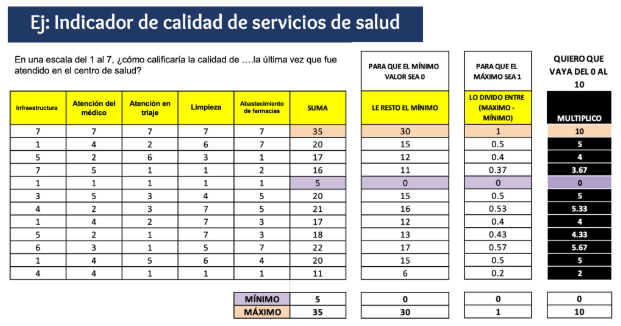 Ej: Indicador de calidad de servicios de salud
En una escala del 1 al 7, ¿cómo calificaría la calidad de ….la última vez que fue
atendido en el centro de salud?
PARA QUE EL MÍNIMO
VALOR SEA 0
PARA QUE EL
MÁXIMO SEA 1
QUIERO QUE
VAYA DEL 0 AL
10
Infraestructura Atención del médico Atención en triaje Limpieza Abastecimiento de farmacias SUMA LE RESTO EL MÍNIMO LO DIVIDO ENTRE (MAXIMO - MÍNIMO) MULTIPLICO
7 7 7 7 7 35 30 1 10
1 4 2 6 7 20 15 0.5 5
5 2 6 3 1 17 12 0.4 4
7 5 1 1 2 16 11 0.37 3.67
1 1 1 1 1 5 0 0 0
3 5 3 4 5 20 15 0.5 5
4 2 3 7 5 21 16 0.53 5.33
1 4 2 7 3 17 12 0.4 4
5 2 1 7 3 18 13 0.43 4.33
6 3 1 5 7 22 17 0.57 5.67
1 4 5 6 4 20 15 0.5 5
4 4 1 1 1 11 6 0.2 2
MÍNIMO 5 0 0 0
MÁXIMO 35 30 1 10